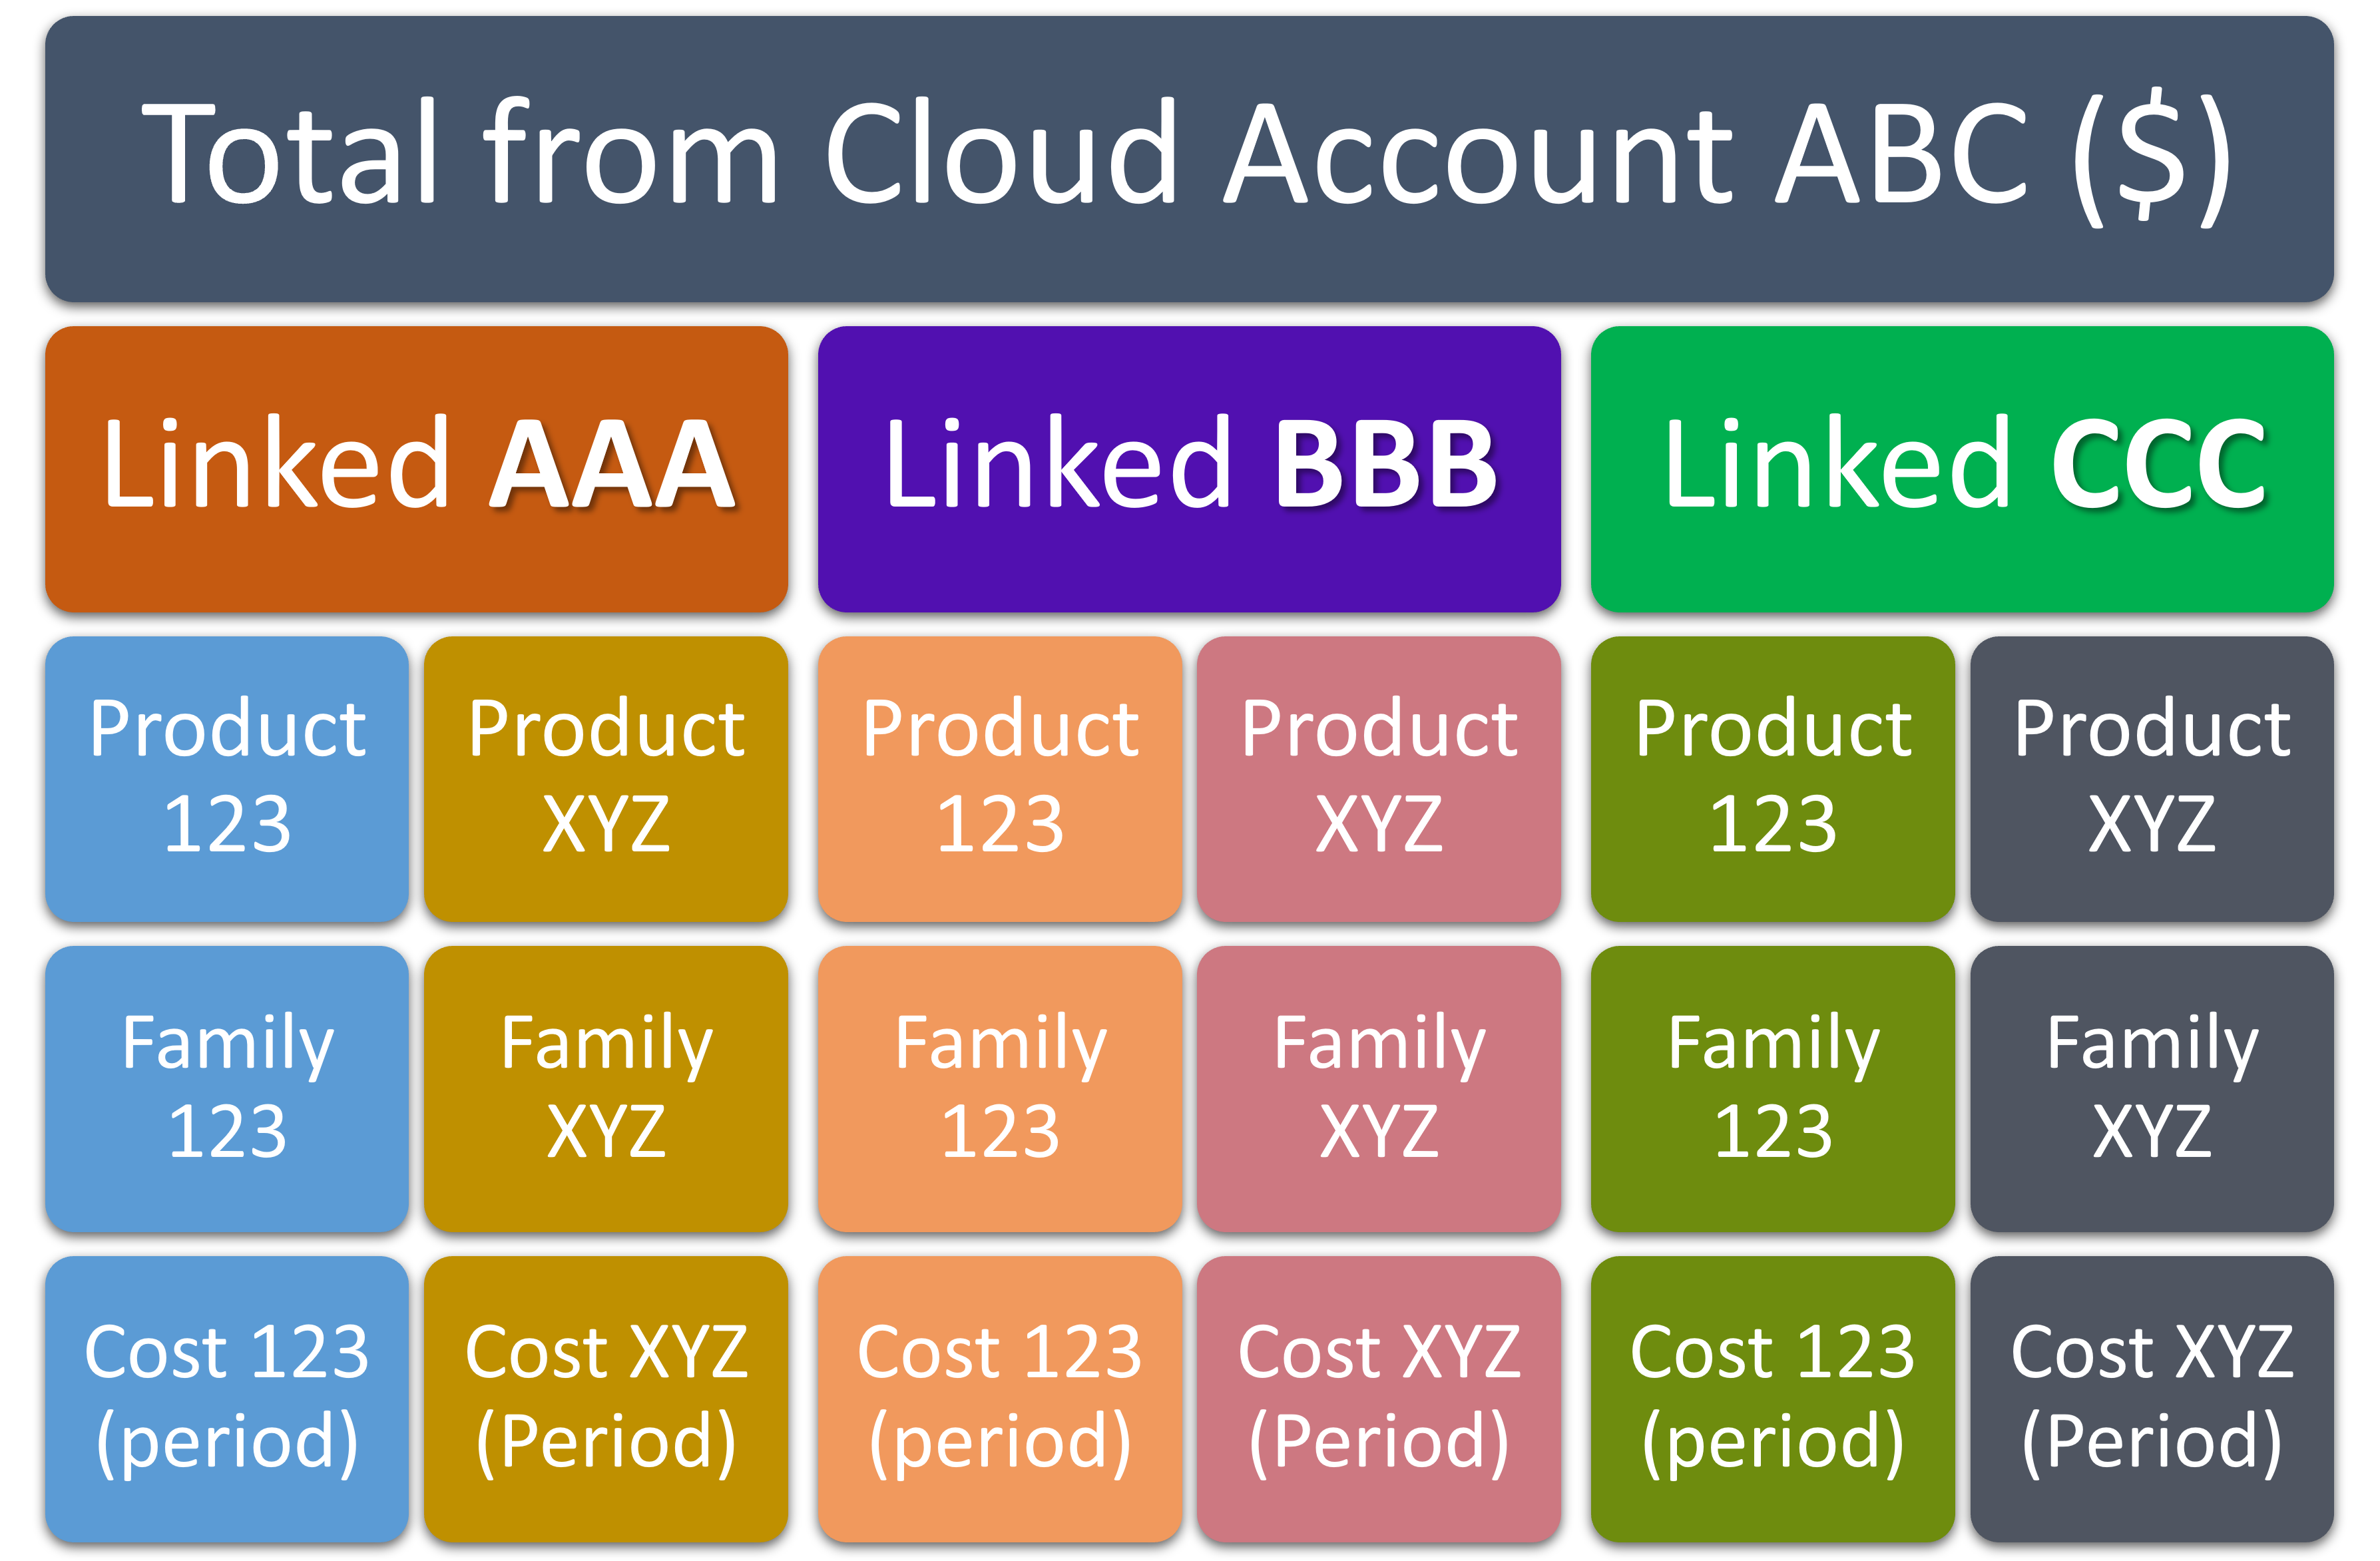 Total from Cloud Account ABC ($)
Linked AAA
Linked BBB
Linked CCC
Product
123
Product
XYZ
Product
123
Product
XYZ
Product
123
Product
XYZ
Family
123
Family
XYZ
Family
123
Family
XYZ
Family
123
Family
XYZ
Cost 123
(period)
Cost XYZ
(Period)
Cost 123
(period)
Cost XYZ
(Period)
Cost 123
(period)
Cost XYZ
(Period)